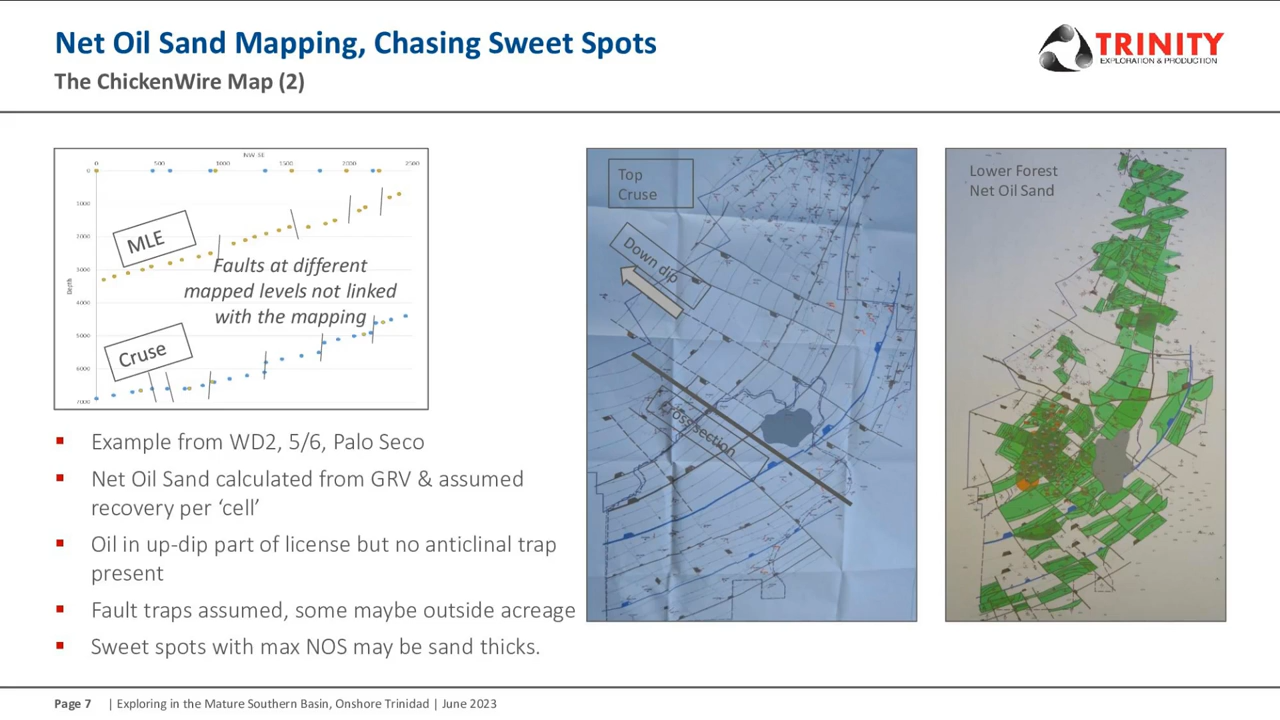 Net Oil Sand Mapping, Chasing Sweet Spots
The ChickenWire Map (2)
TRINITY
EXPLORATION & PRODUCTION
NW SE
0
500
1000
1500
2000
2500
0
1000
2000
3000
4000
5000
6000
7000
Depth
MLE
Faults at different
mapped levels not linked
with the mapping
Cruse
Top
Cruse
Down dip
Cross section
Lower Forest
Net Oil Sand
▪ Example from WD2, 5/6, Palo Seco
▪ Net Oil Sand calculated from GRV & assumed
recovery per ‘cell’
▪ Oil in up-dip part of license but no anticlinal trap
present
▪ Fault traps assumed, some maybe outside acreage
▪ Sweet spots with max NOS may be sand thicks.
Page 7 | Exploring in the Mature Southern Basin, Onshore Trinidad | June 2023